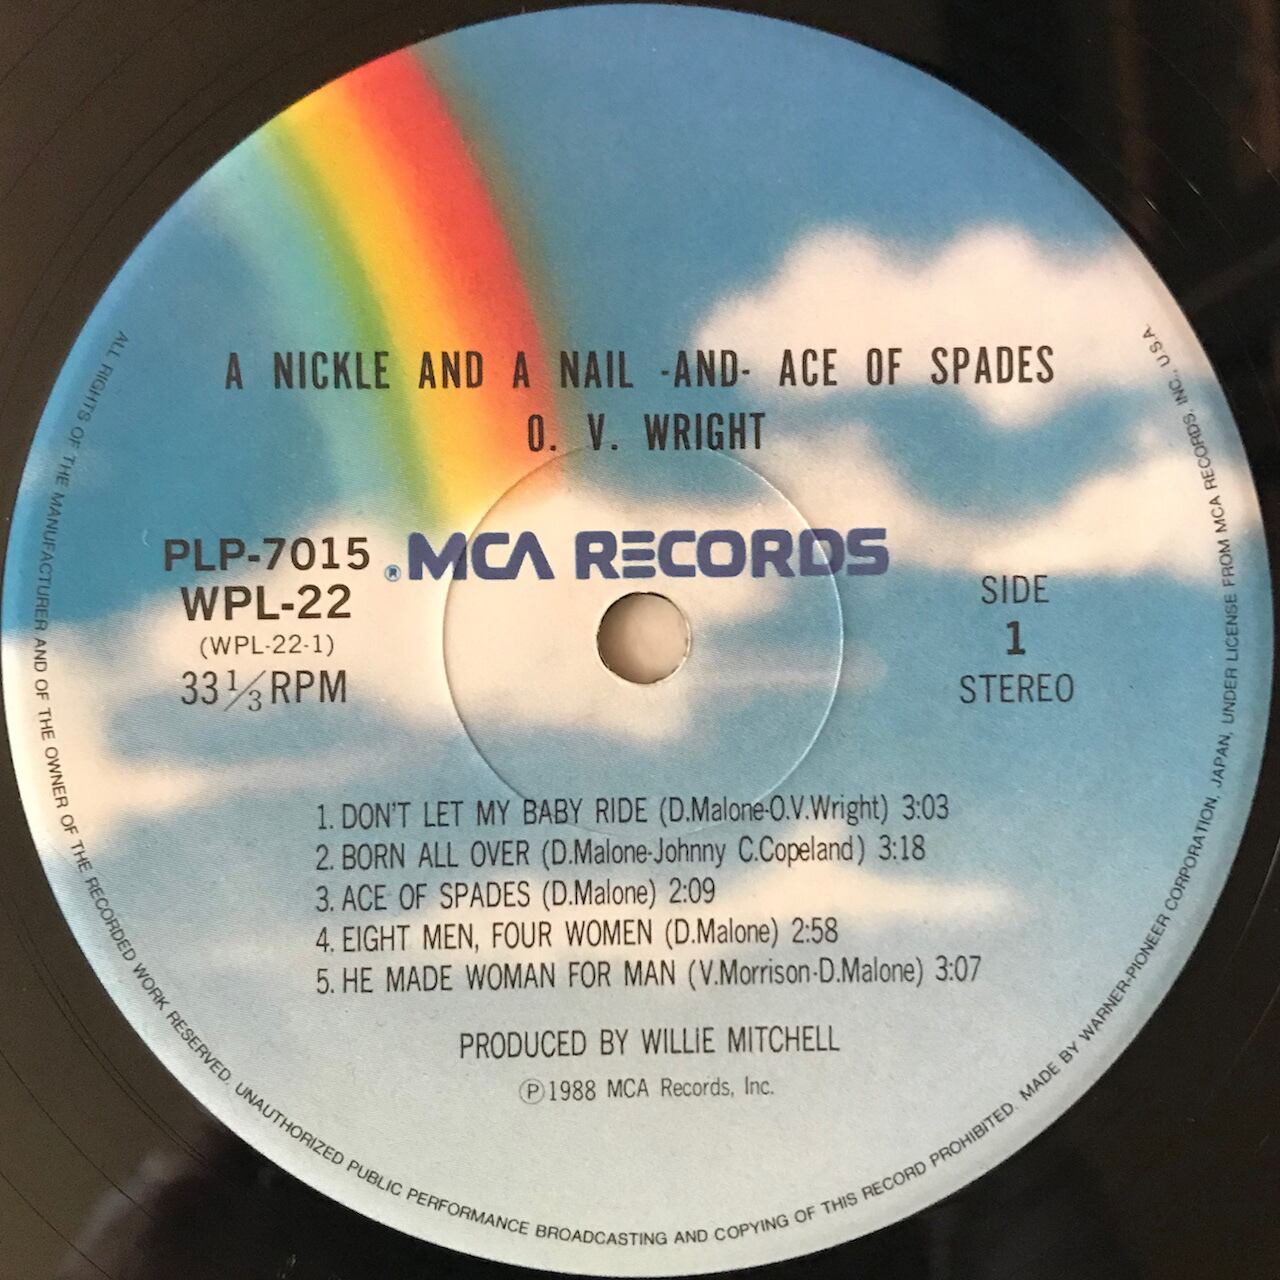 A NICKLE AND A NAIL -AND- ACE OF SPADES
O. V. WRIGHT
PLP-7015
WPL-22
(WPL-22-1)
33 1/3 RPM
® MCA RECORDS
SIDE
1
STEREO
1. DON'T LET MY BABY RIDE (D.Malone-O.V.Wright) 3:03
2. BORN ALL OVER (D.Malone-Johnny C.Copeland) 3:18
3. ACE OF SPADES (D.Malone) 2:09
4. EIGHT MEN, FOUR WOMEN (D.Malone) 2:58
5. HE MADE WOMAN FOR MAN (V.Morrison-D.Malone) 3:07
PRODUCED BY WILLIE MITCHELL
Ⓟ1988 MCA Records, Inc.
ALL RIGHTS OF THE MANUFACTURER AND OF THE OWNER OF THE RECORDED WORK RESERVED. UNAUTHORIZED PUBLIC PERFORMANCE BROADCASTING AND COPYING OF THIS RECORD PROHIBITED. MADE BY WARNER-PIONEER CORPORATION, JAPAN, UNDER LICENSE FROM MCA RECORDS, INC., U.S.A.